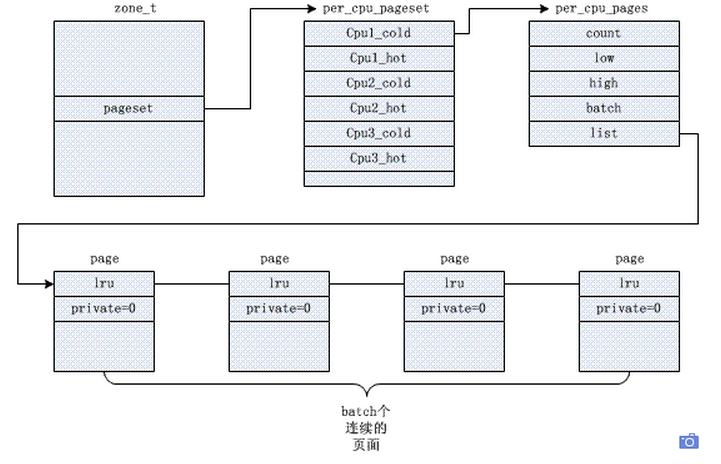 zone_t
per_cpu_pageset
per_cpu_pages
pageset
Cpu1_cold
Cpu1_hot
Cpu2_cold
Cpu2_hot
Cpu3_cold
Cpu3_hot
count
low
high
batch
list
page
page
page
page
lru
lru
lru
lru
private=0
private=0
private=0
private=0
batch个
连续的
页面